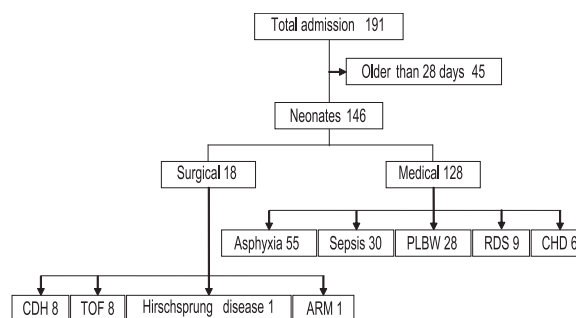 Total admission 191
Older than 28 days 45
Neonates 146
Surgical 18
Medical 128
Asphyxia 55
Sepsis 30
PLBW 28
RDS 9
CHD 6
CDH 8
TOF 8
Hirschsprung disease 1
ARM 1